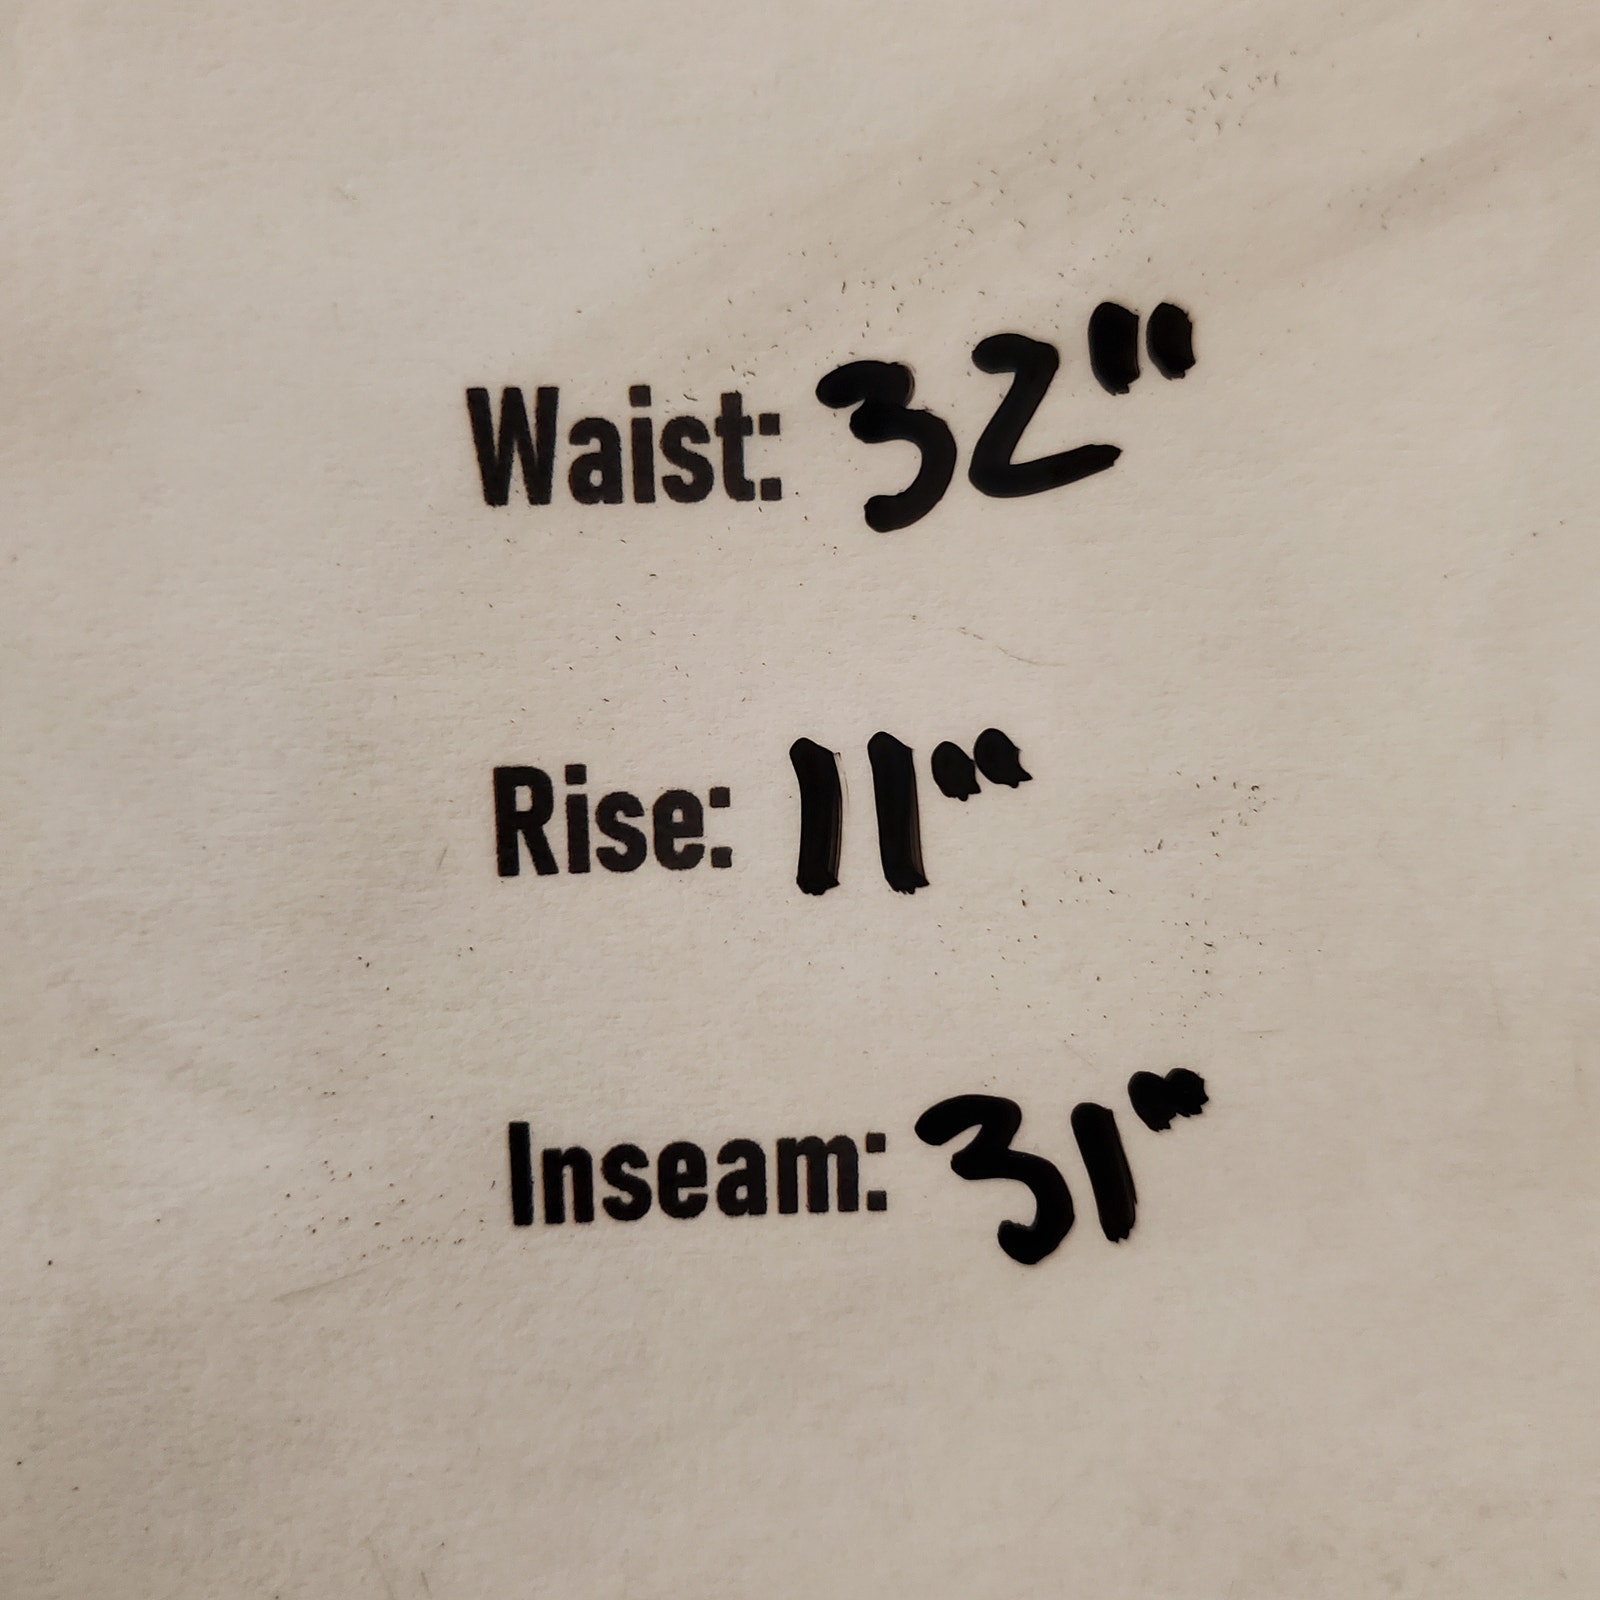 Waist: 32"
Rise: 11"
Inseam: 31"